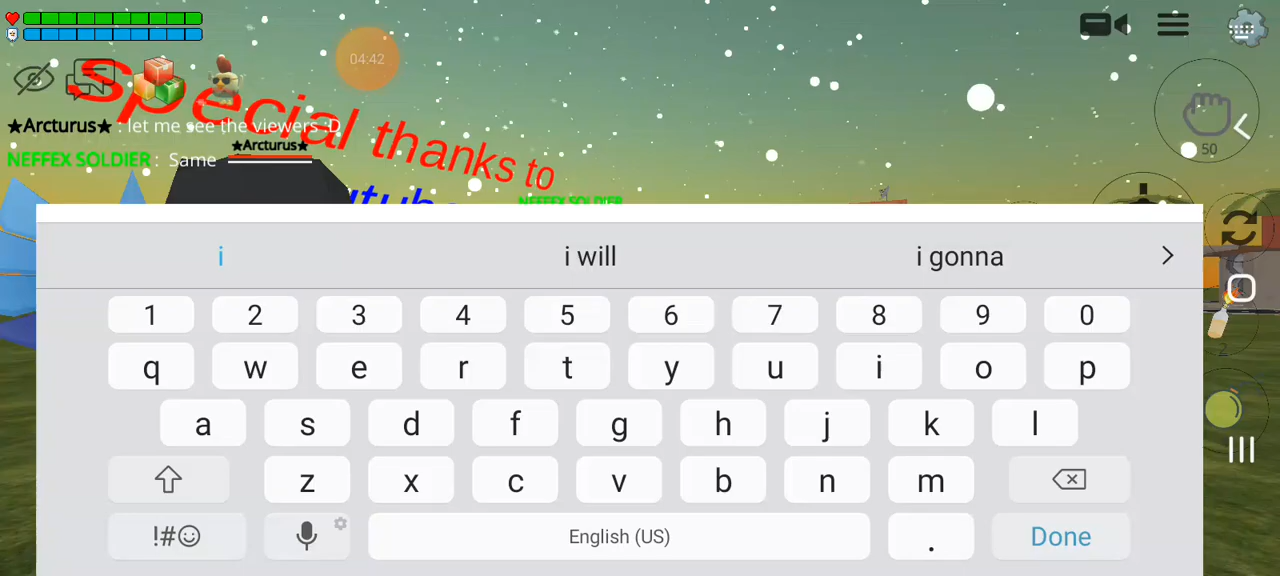 04:42
Special thanks to
★Arcturus★ : let me see the viewers :D
★Arcturus★
NEFFEX SOLDIER : Same
NEFFEX SOLDIER
50
2
i
i will
i gonna
1 2 3 4 5 6 7 8 9 0
q w e r t y u i o p
a s d f g h j k l
z x c v b n m
!#☺
English (US)
.
Done